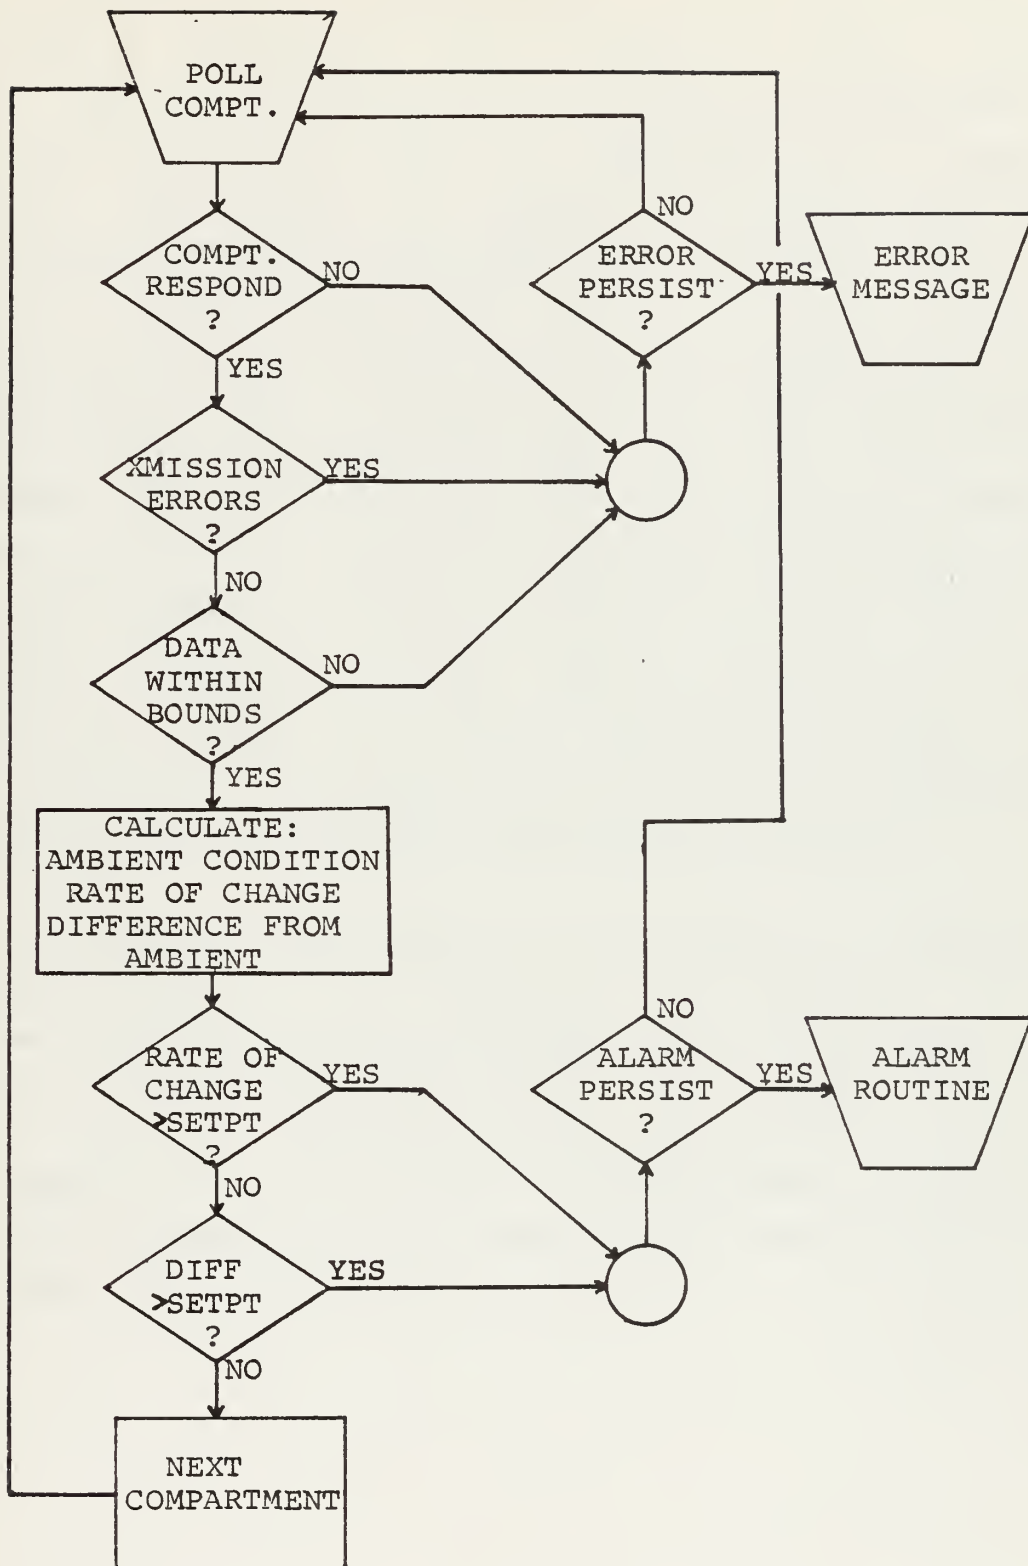 POLL
COMPT.
COMPT.
RESPOND
?
NO
YES
ERROR
PERSIST
?
NO
YES
ERROR
MESSAGE
XMISSION
ERRORS
?
YES
NO
DATA
WITHIN
BOUNDS
?
NO
YES
CALCULATE:
AMBIENT CONDITION
RATE OF CHANGE
DIFFERENCE FROM
AMBIENT
RATE OF
CHANGE
>SETPT
?
YES
NO
ALARM
PERSIST
?
NO
YES
ALARM
ROUTINE
DIFF
>SETPT
?
YES
NO
NEXT
COMPARTMENT